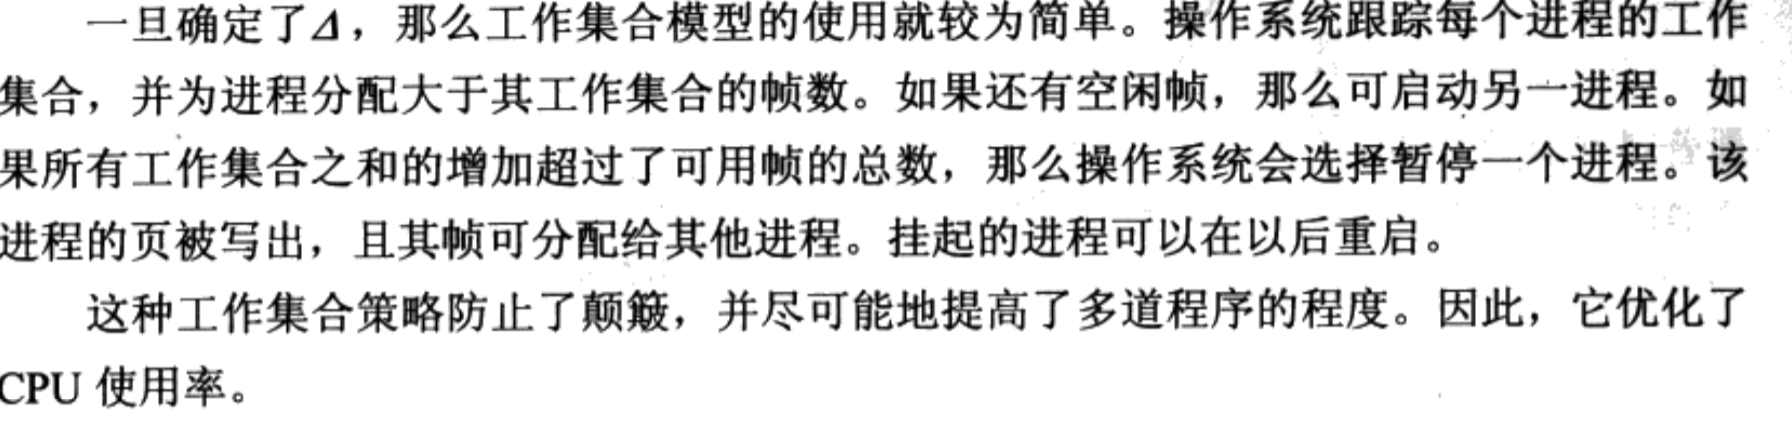 一旦确定了Δ，那么工作集合模型的使用就较为简单。操作系统跟踪每个进程的工作
集合，并为进程分配大于其工作集合的帧数。如果还有空闲帧，那么可启动另一进程。如
果所有工作集合之和的增加超过了可用帧的总数，那么操作系统会选择暂停一个进程。该
进程的页被写出，且其帧可分配给其他进程。挂起的进程可以在以后重启。
这种工作集合策略防止了颠簸，并尽可能地提高了多道程序的程度。因此，它优化了
CPU 使用率。